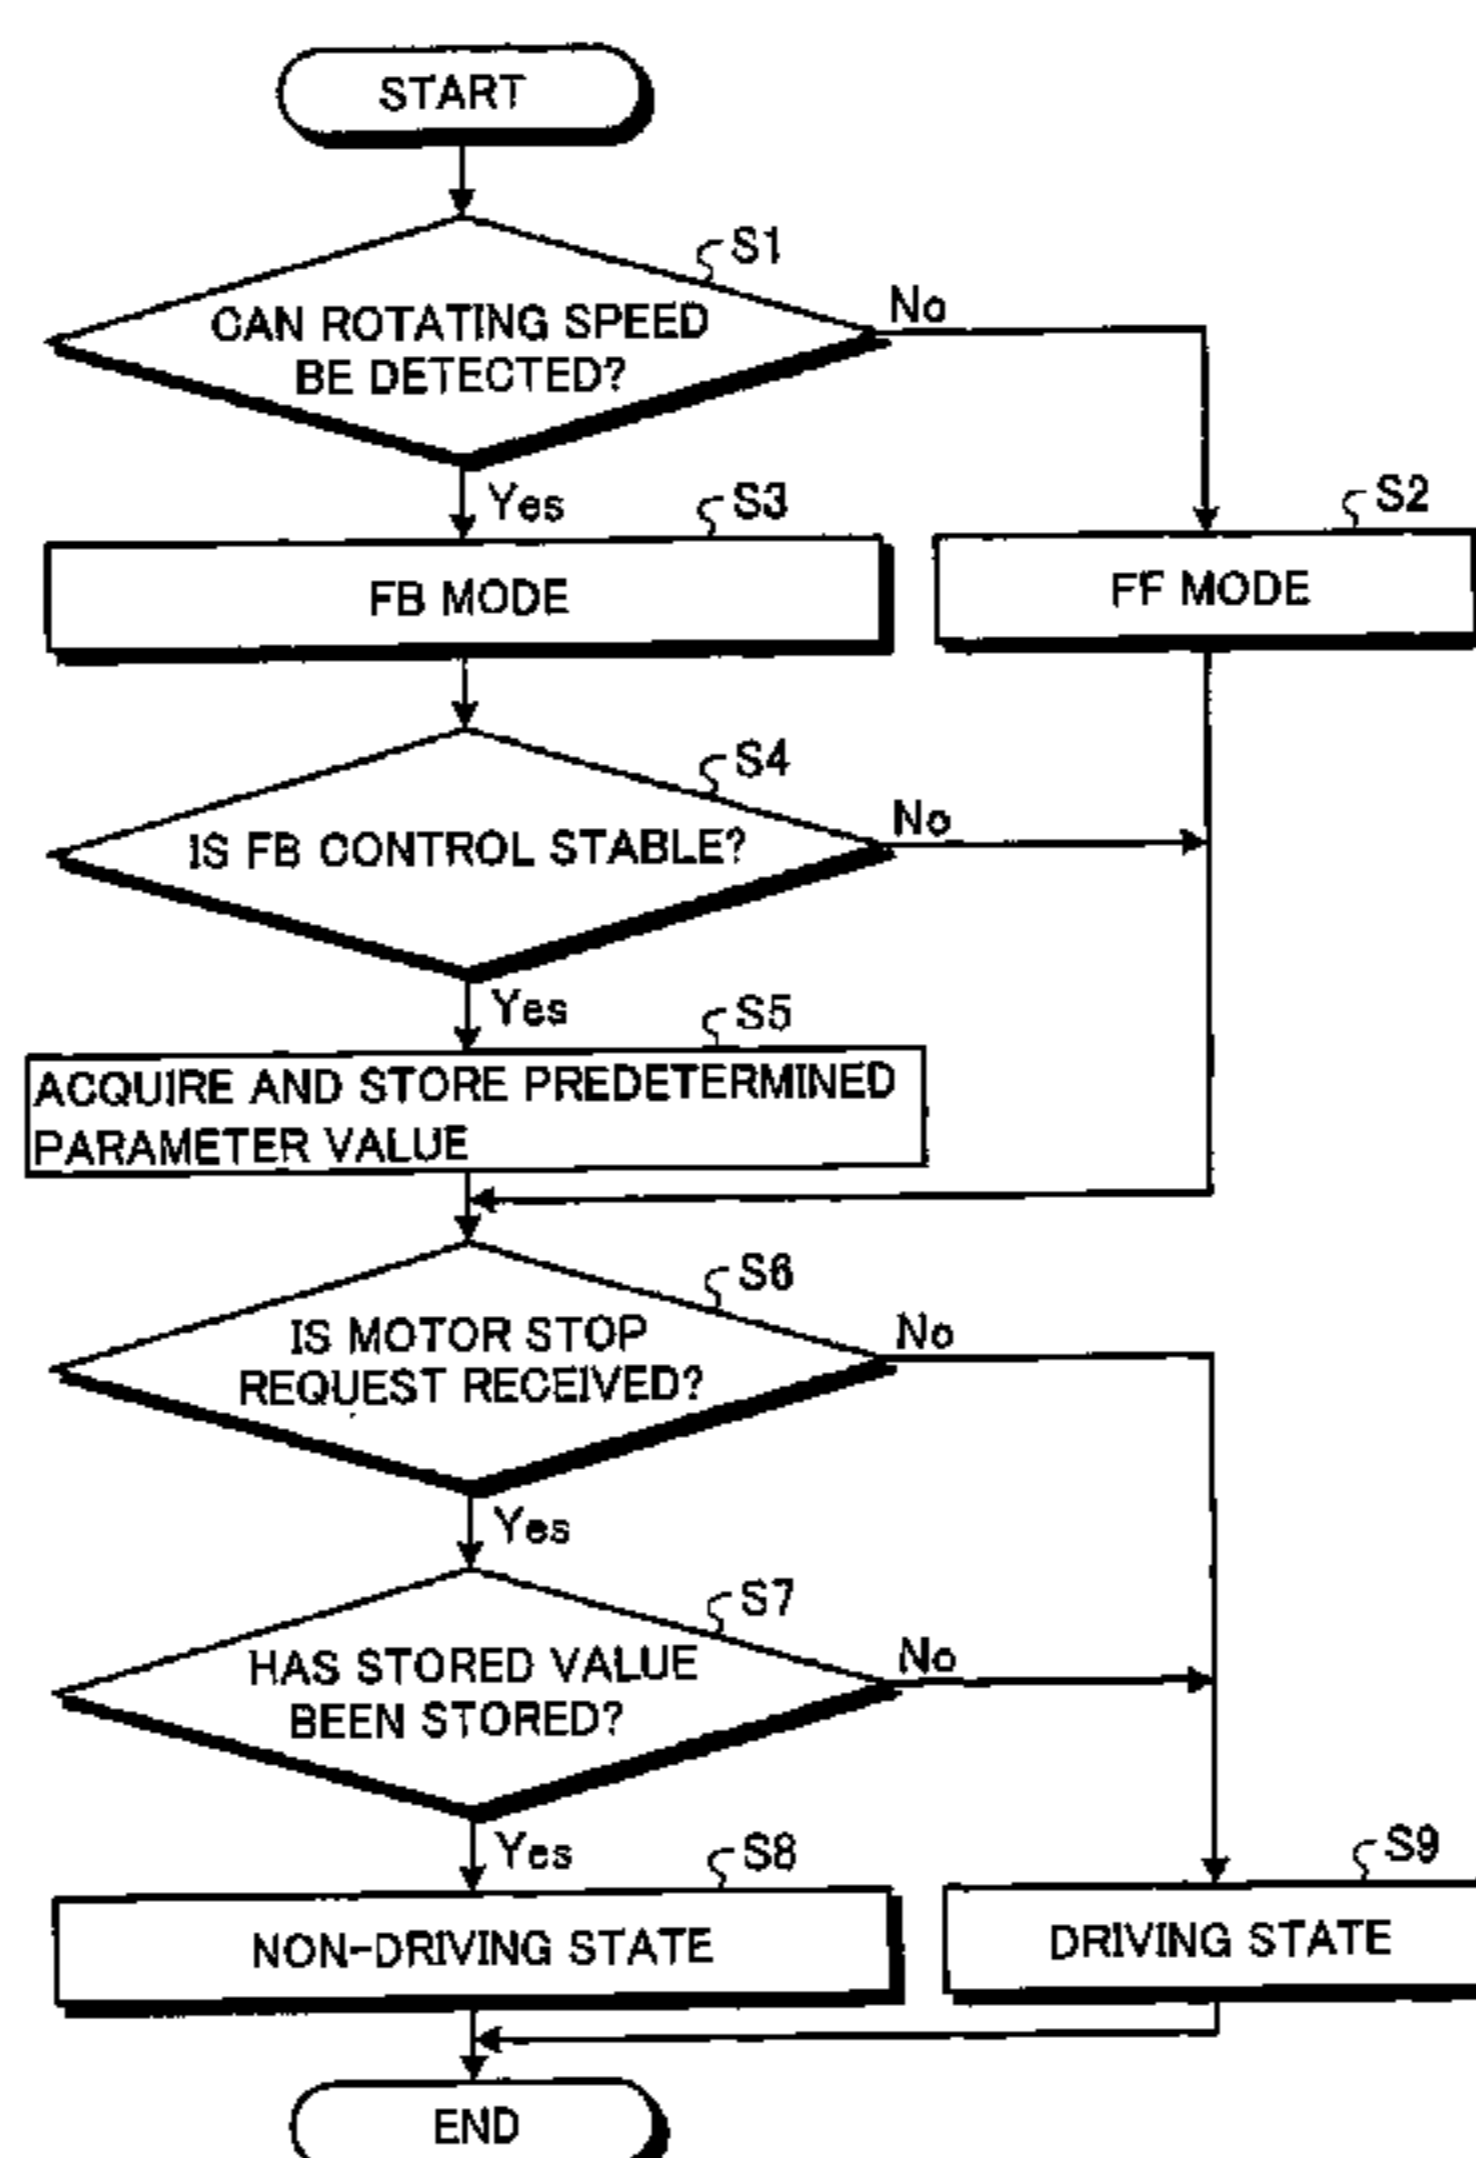 START
S1
CAN ROTATING SPEED
BE DETECTED?
No
Yes
S3
FB MODE
S2
FF MODE
S4
IS FB CONTROL STABLE?
No
Yes
S5
ACQUIRE AND STORE PREDETERMINED
PARAMETER VALUE
S6
IS MOTOR STOP
REQUEST RECEIVED?
No
Yes
S7
HAS STORED VALUE
BEEN STORED?
No
Yes
S8
NON-DRIVING STATE
S9
DRIVING STATE
END